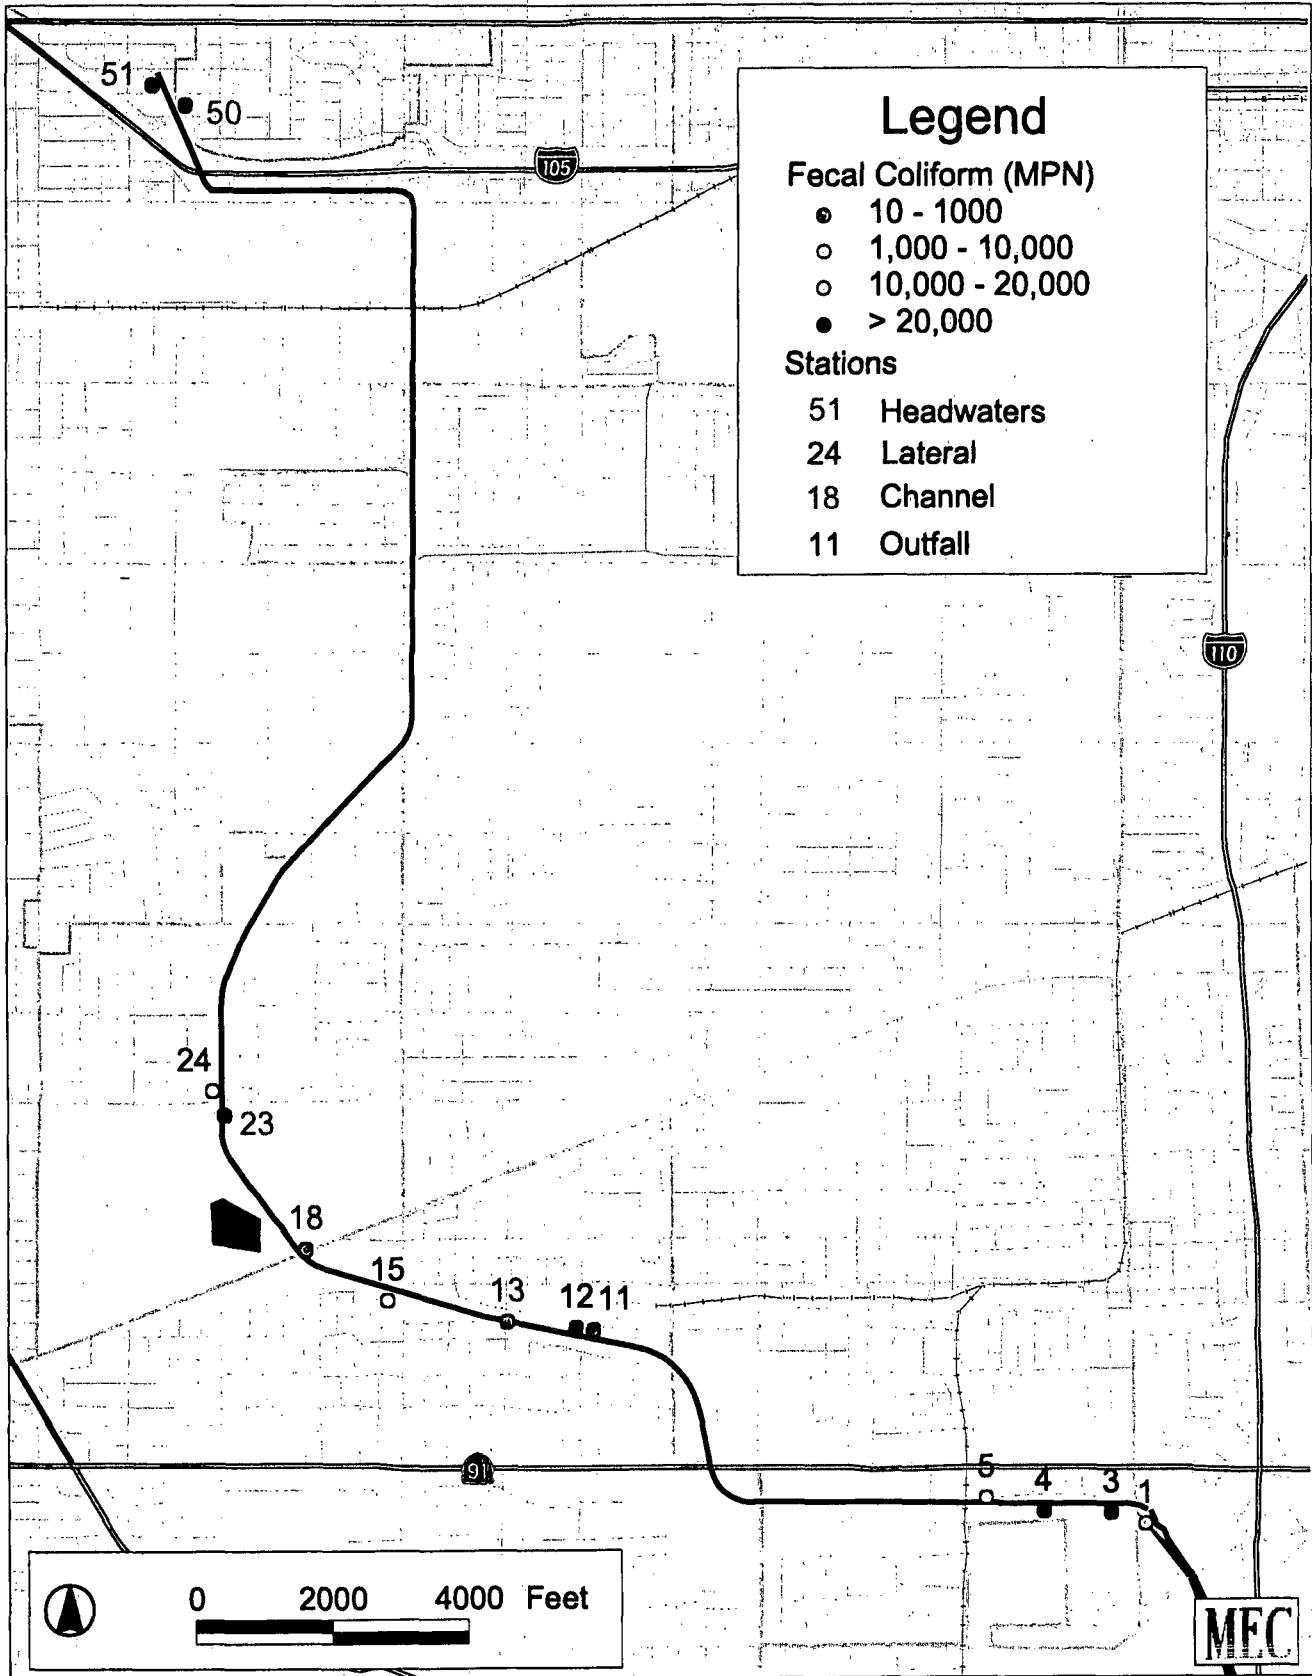 51
50
105
Legend
Fecal Coliform (MPN)
10 - 1000
1,000 - 10,000
10,000 - 20,000
> 20,000
Stations
51 Headwaters
24 Lateral
18 Channel
11 Outfall
110
24
23
18
15
13
12 11
91
5
4
3
1
0 2000 4000 Feet
MEC